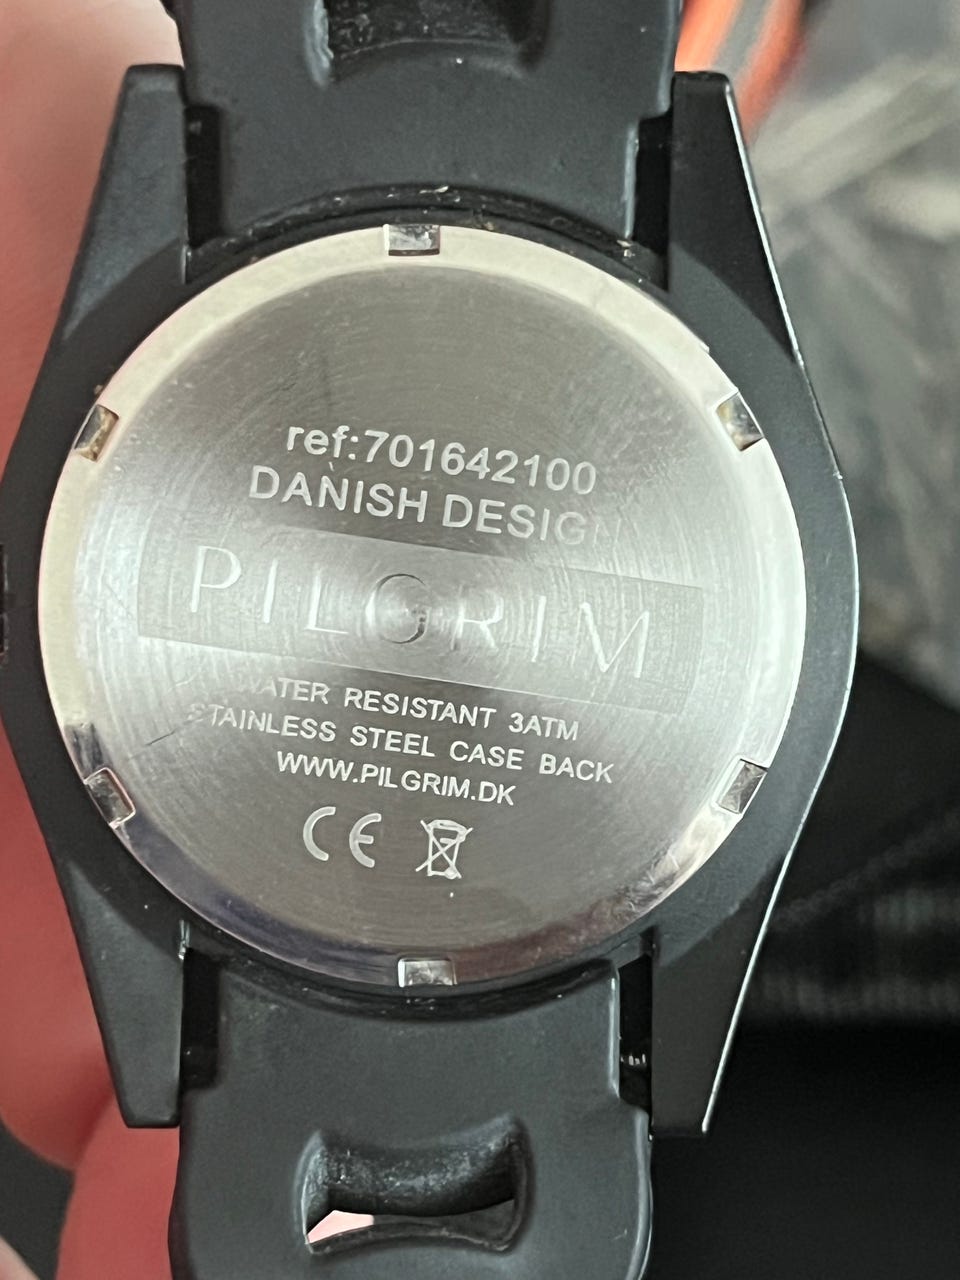 ref:701642100
DANISH DESIGN
PILGRIM
WATER RESISTANT 3ATM
STAINLESS STEEL CASE BACK
WWW.PILGRIM.DK
CE